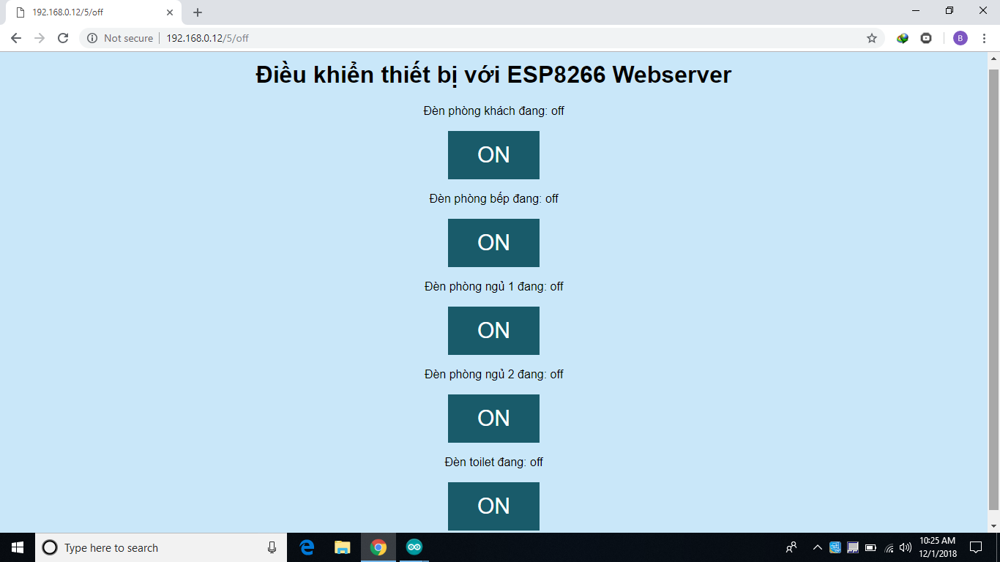 192.168.0.12/5/off
Not secure 192.168.0.12/5/off
B
Điều khiển thiết bị với ESP8266 Webserver
Đèn phòng khách đang: off
ON
Đèn phòng bếp đang: off
ON
Đèn phòng ngủ 1 đang: off
ON
Đèn phòng ngủ 2 đang: off
ON
Đèn toilet đang: off
ON
Type here to search
10:25 AM
12/1/2018